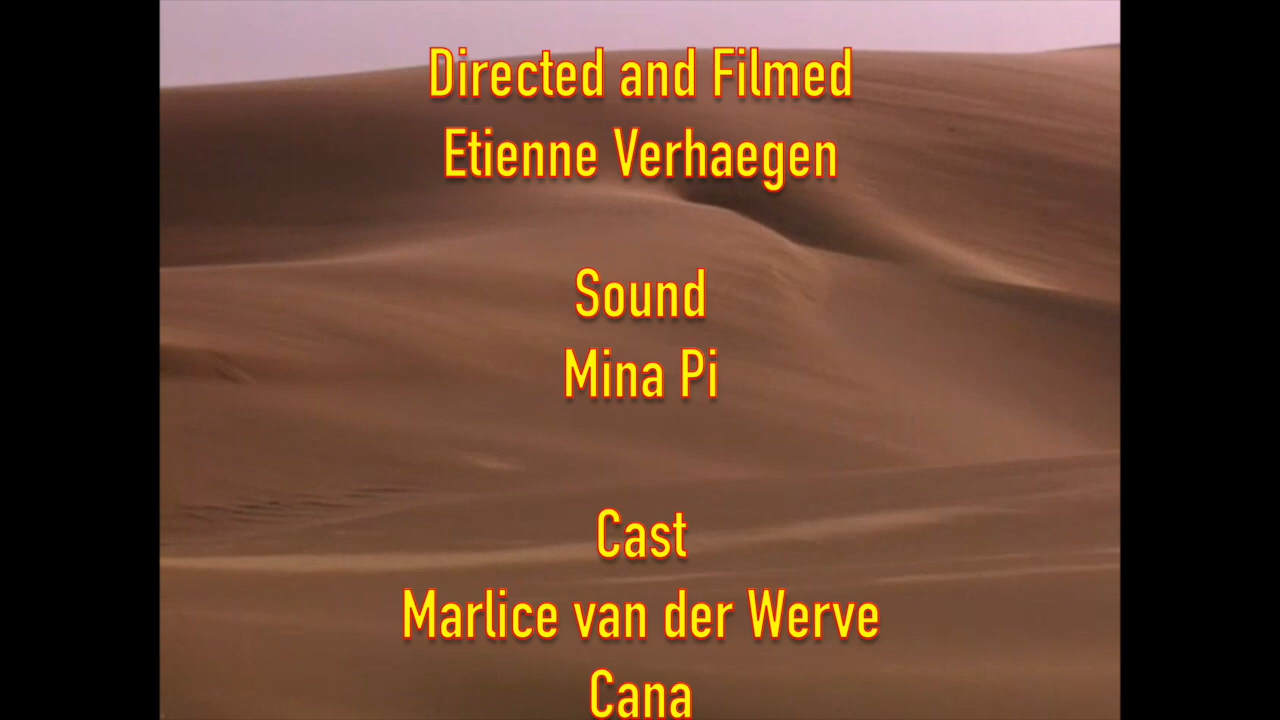 Directed and Filmed
Etienne Verhaegen
Sound
Mina Pi
Cast
Marlice van der Werve
Cana